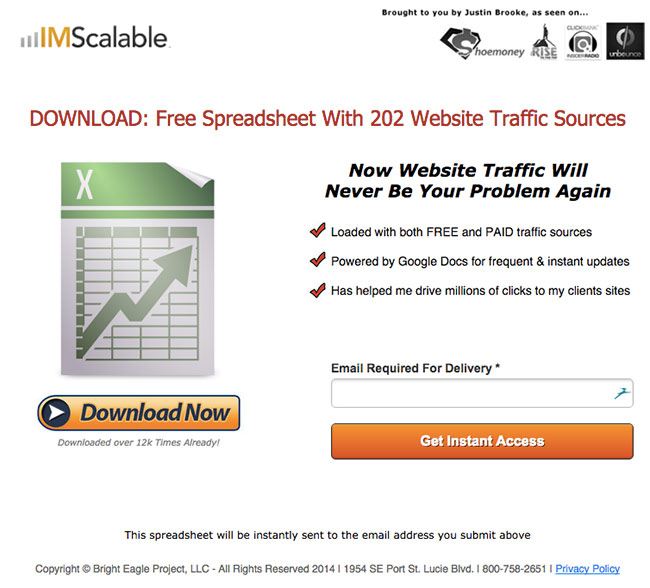 Brought to you by Justin Brooke, as seen on...
IMScalable
Shoemoney
RISE
CLICKBANK
INSIDERRADIO
unbounce
DOWNLOAD: Free Spreadsheet With 202 Website Traffic Sources
X
Now Website Traffic Will
Never Be Your Problem Again
Loaded with both FREE and PAID traffic sources
Powered by Google Docs for frequent & instant updates
Has helped me drive millions of clicks to my clients sites
Email Required For Delivery *
Download Now
Get Instant Access
Downloaded over 12k Times Already!
This spreadsheet will be instantly sent to the email address you submit above
Copyright © Bright Eagle Project, LLC - All Rights Reserved 2014 I 1954 SE Port St. Lucie Blvd. I 800-758-2651 I Privacy Policy